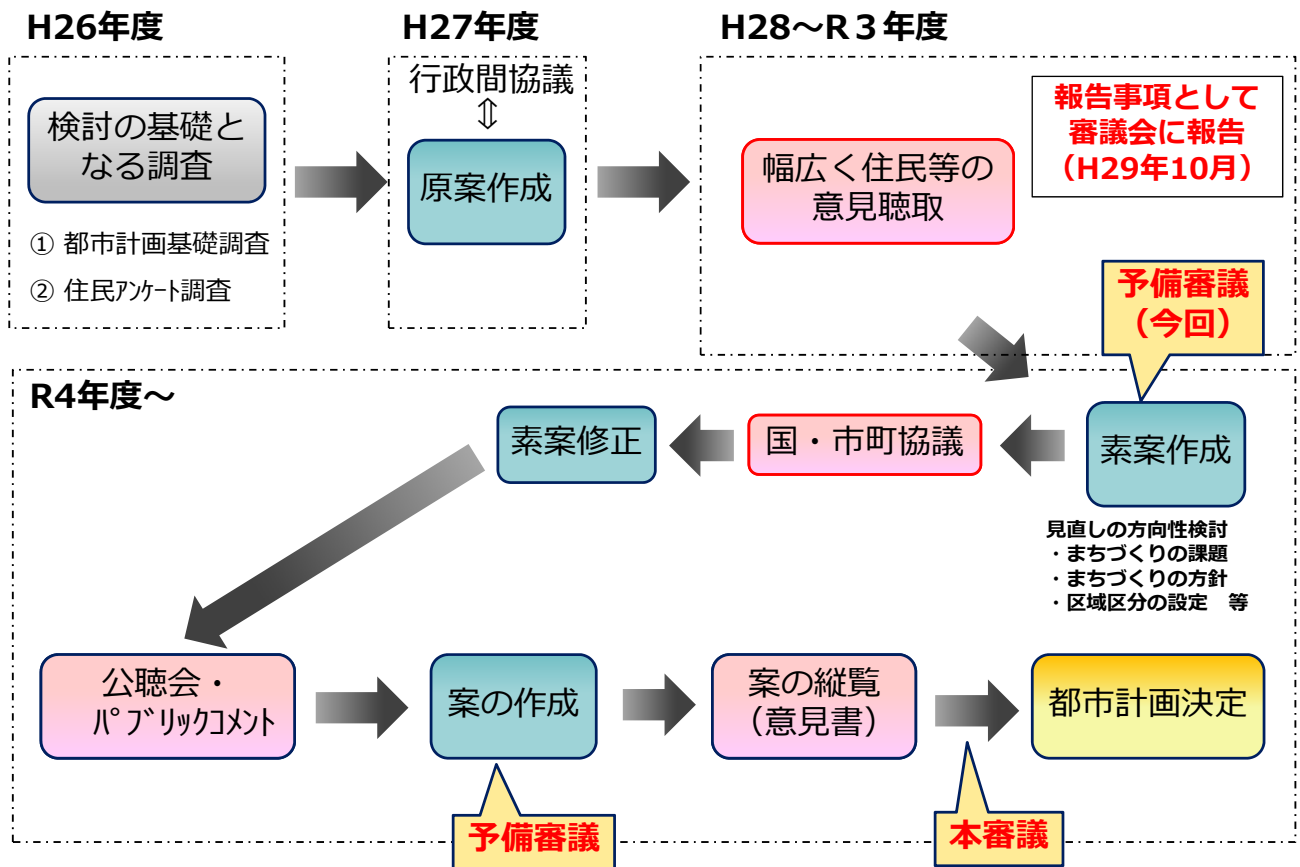 H26年度
検討の基礎と
なる調査
① 都市計画基礎調査
② 住民ｱﾝｹｰﾄ調査
H27年度
行政間協議
⇕
原案作成
H28～R３年度
幅広く住民等の
意見聴取
報告事項として
審議会に報告
（H29年10月）
予備審議
（今回）
R4年度～
素案作成
見直しの方向性検討
・まちづくりの課題
・まちづくりの方針
・区域区分の設定　等
国・市町協議
素案修正
公聴会・
ﾊﾟﾌﾞﾘｯｸｺﾒﾝﾄ
案の作成
予備審議
案の縦覧
（意見書）
本審議
都市計画決定